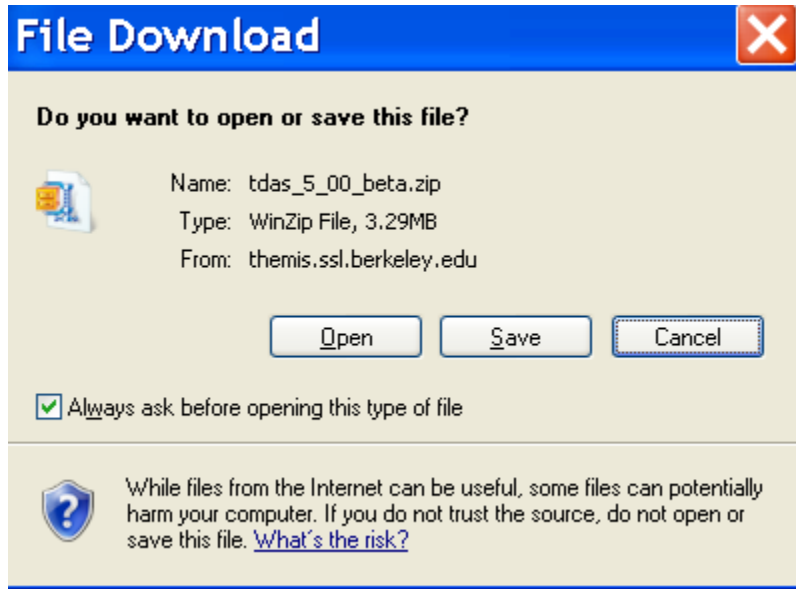 File Download
Do you want to open or save this file?
Name: tdas_5_00_beta.zip
Type: WinZip File, 3.29MB
From: themis.ssl.berkeley.edu
Open Save Cancel
Always ask before opening this type of file
While files from the Internet can be useful, some files can potentially
harm your computer. If you do not trust the source, do not open or
save this file. What´s the risk?